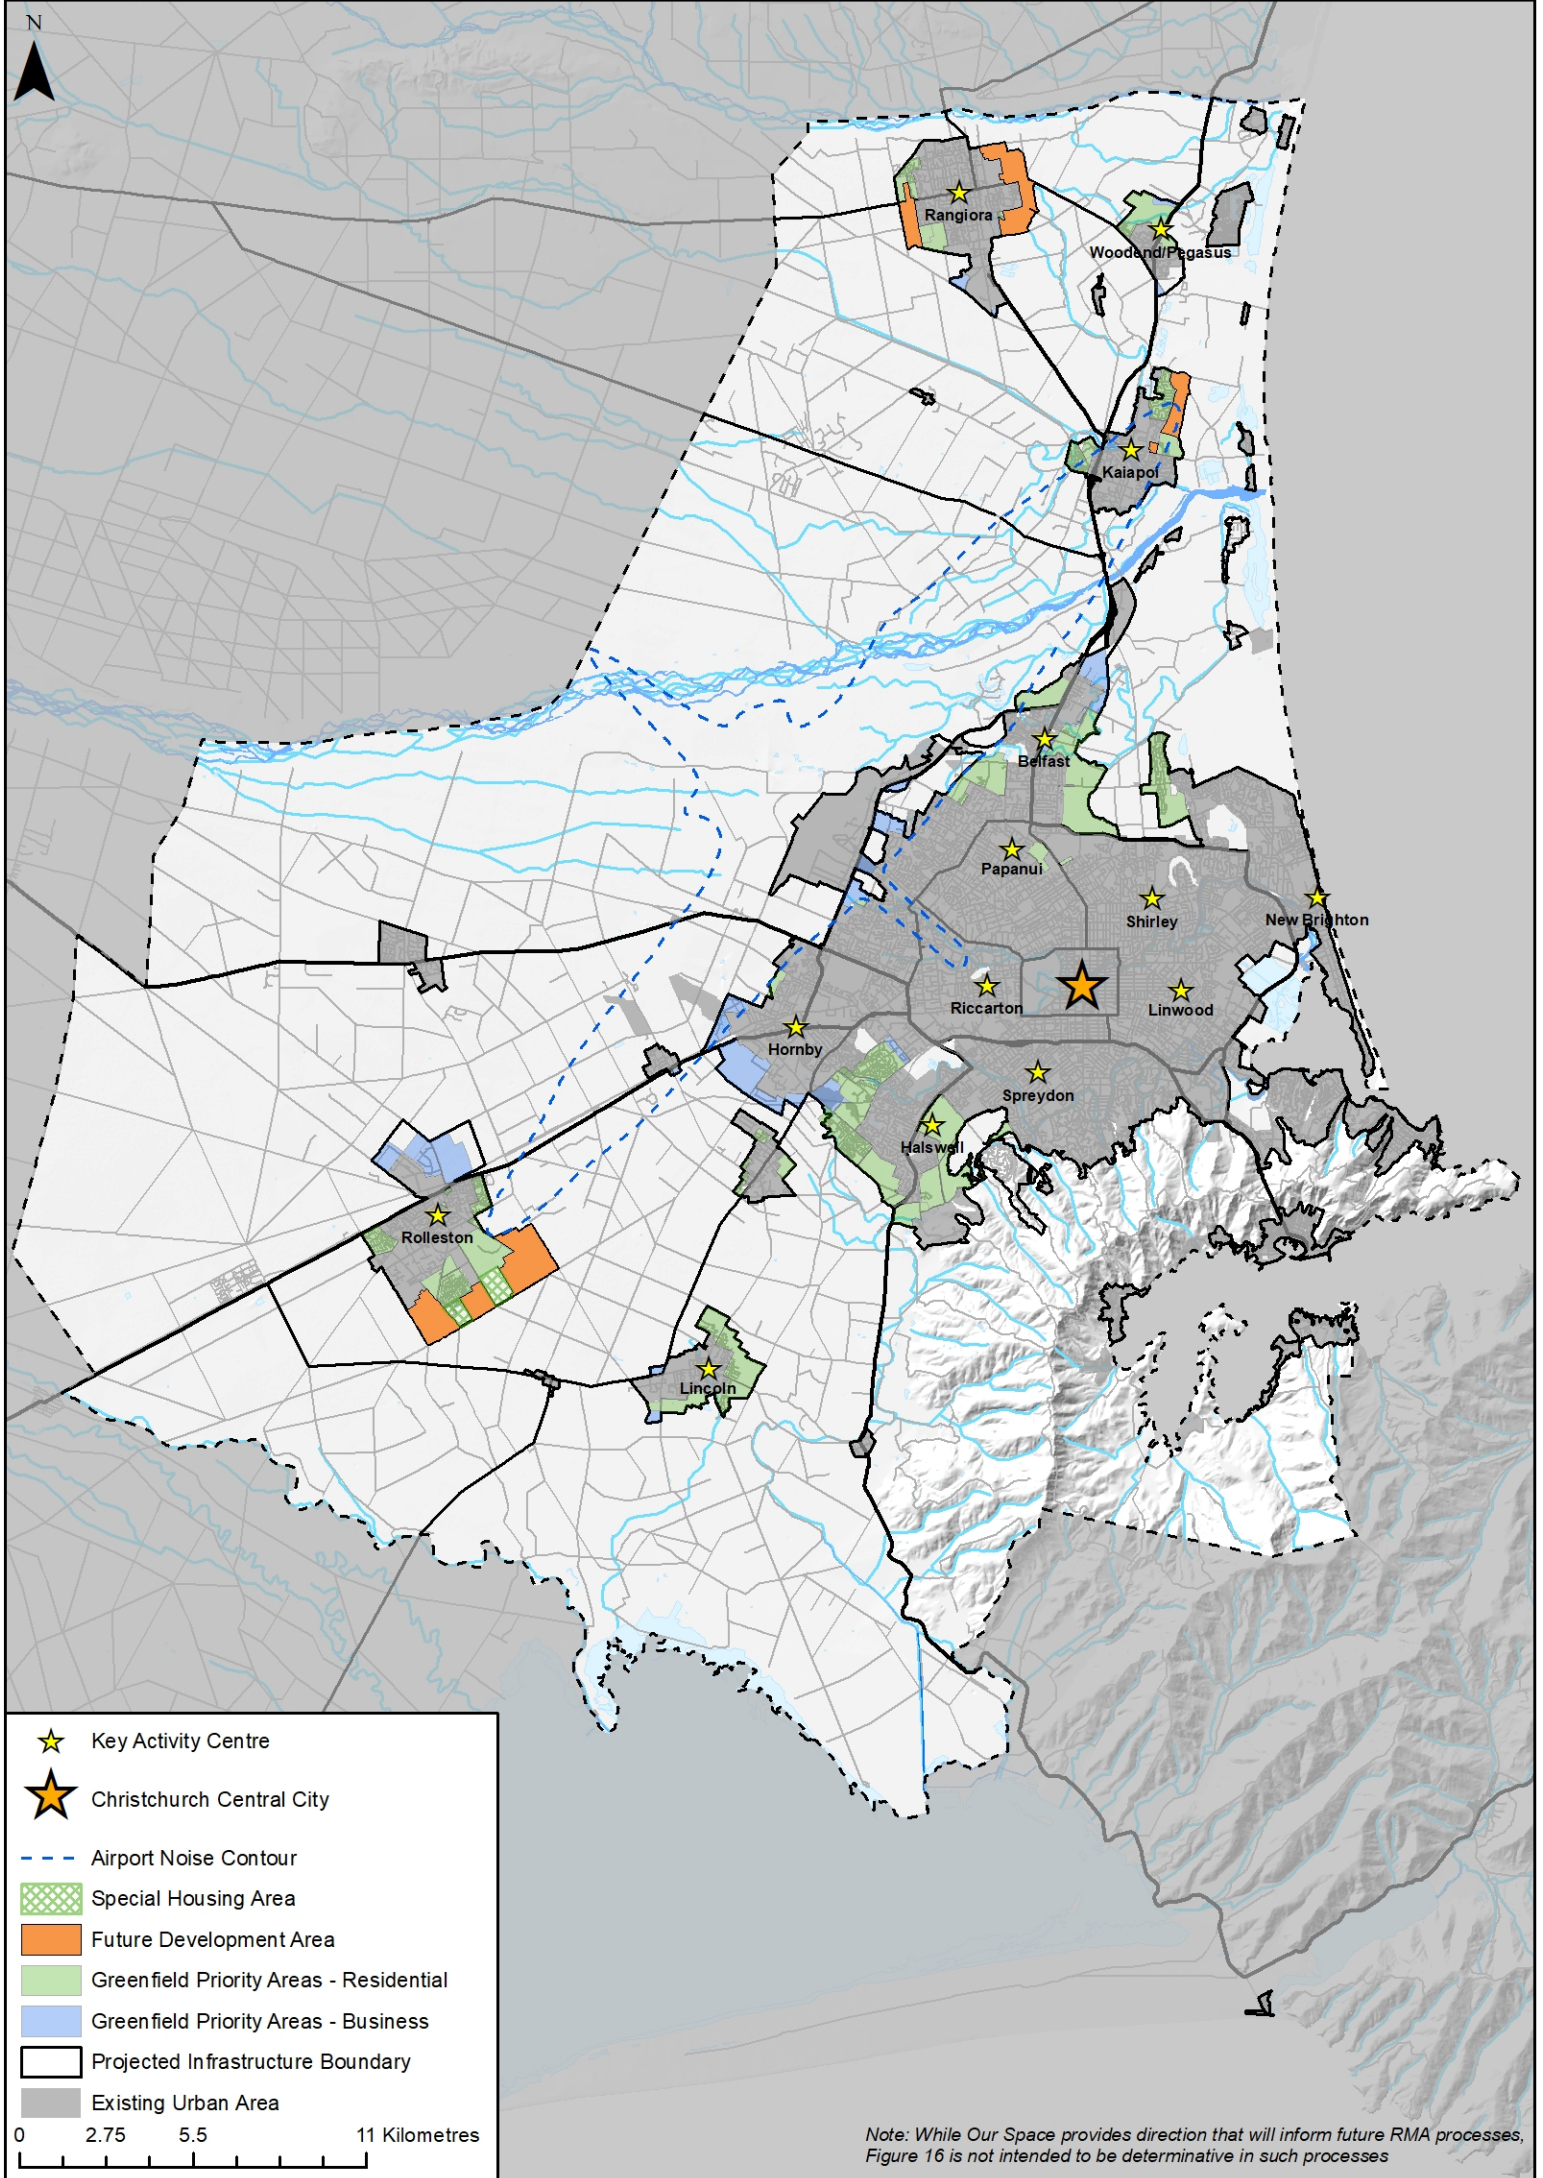 N
Rangiora
Woodend/Pegasus
Kaiapoi
Belfast
Papanui
Shirley
New Brighton
Riccarton
Linwood
Hornby
Spreydon
Halswell
Rolleston
Lincoln
Key Activity Centre
Christchurch Central City
Airport Noise Contour
Special Housing Area
Future Development Area
Greenfield Priority Areas - Residential
Greenfield Priority Areas - Business
Projected Infrastructure Boundary
Existing Urban Area
0 2.75 5.5 11 Kilometres
Note: While Our Space provides direction that will inform future RMA processes,
Figure 16 is not intended to be determinative in such processes